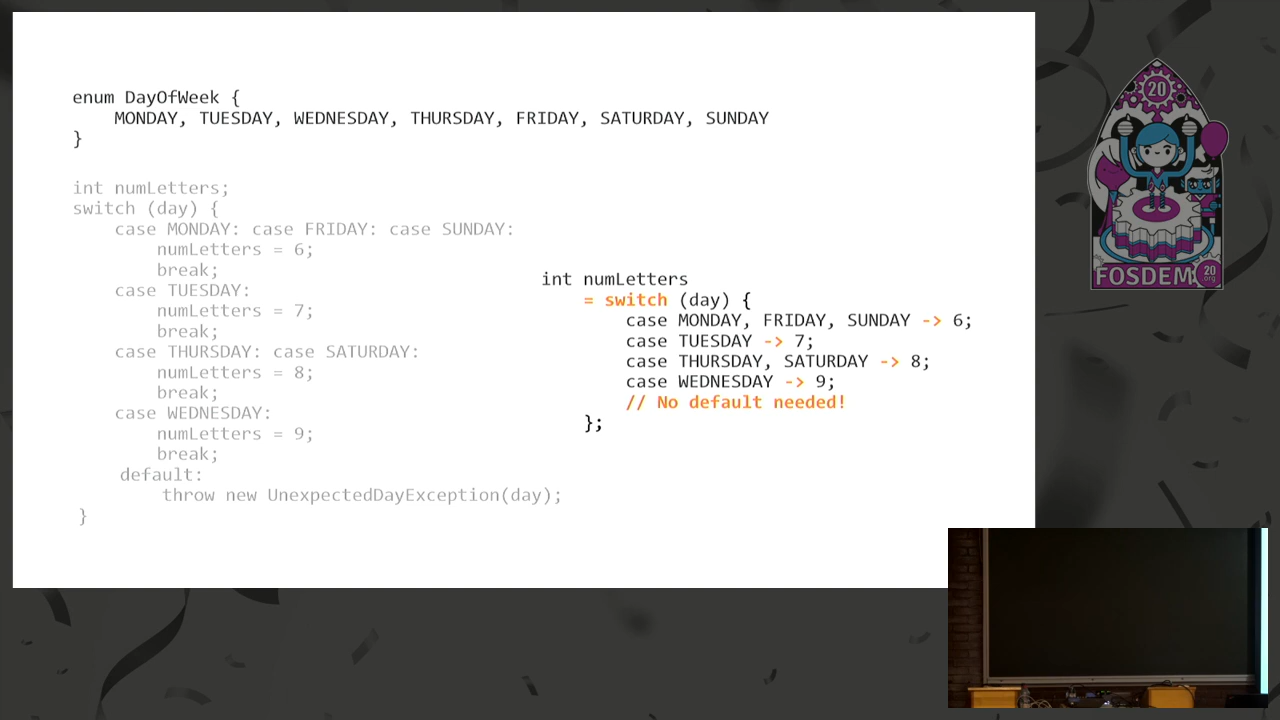 enum DayOfWeek {
MONDAY, TUESDAY, WEDNESDAY, THURSDAY, FRIDAY, SATURDAY, SUNDAY
}
int numLetters;
switch (day) {
case MONDAY: case FRIDAY: case SUNDAY:
numLetters = 6;
break;
case TUESDAY:
numLetters = 7;
break;
case THURSDAY: case SATURDAY:
numLetters = 8;
break;
case WEDNESDAY:
numLetters = 9;
break;
default:
throw new UnexpectedDayException(day);
}
int numLetters
= switch (day) {
case MONDAY, FRIDAY, SUNDAY -> 6;
case TUESDAY -> 7;
case THURSDAY, SATURDAY -> 8;
case WEDNESDAY -> 9;
// No default needed!
};
20
FOSDEM
20
.org